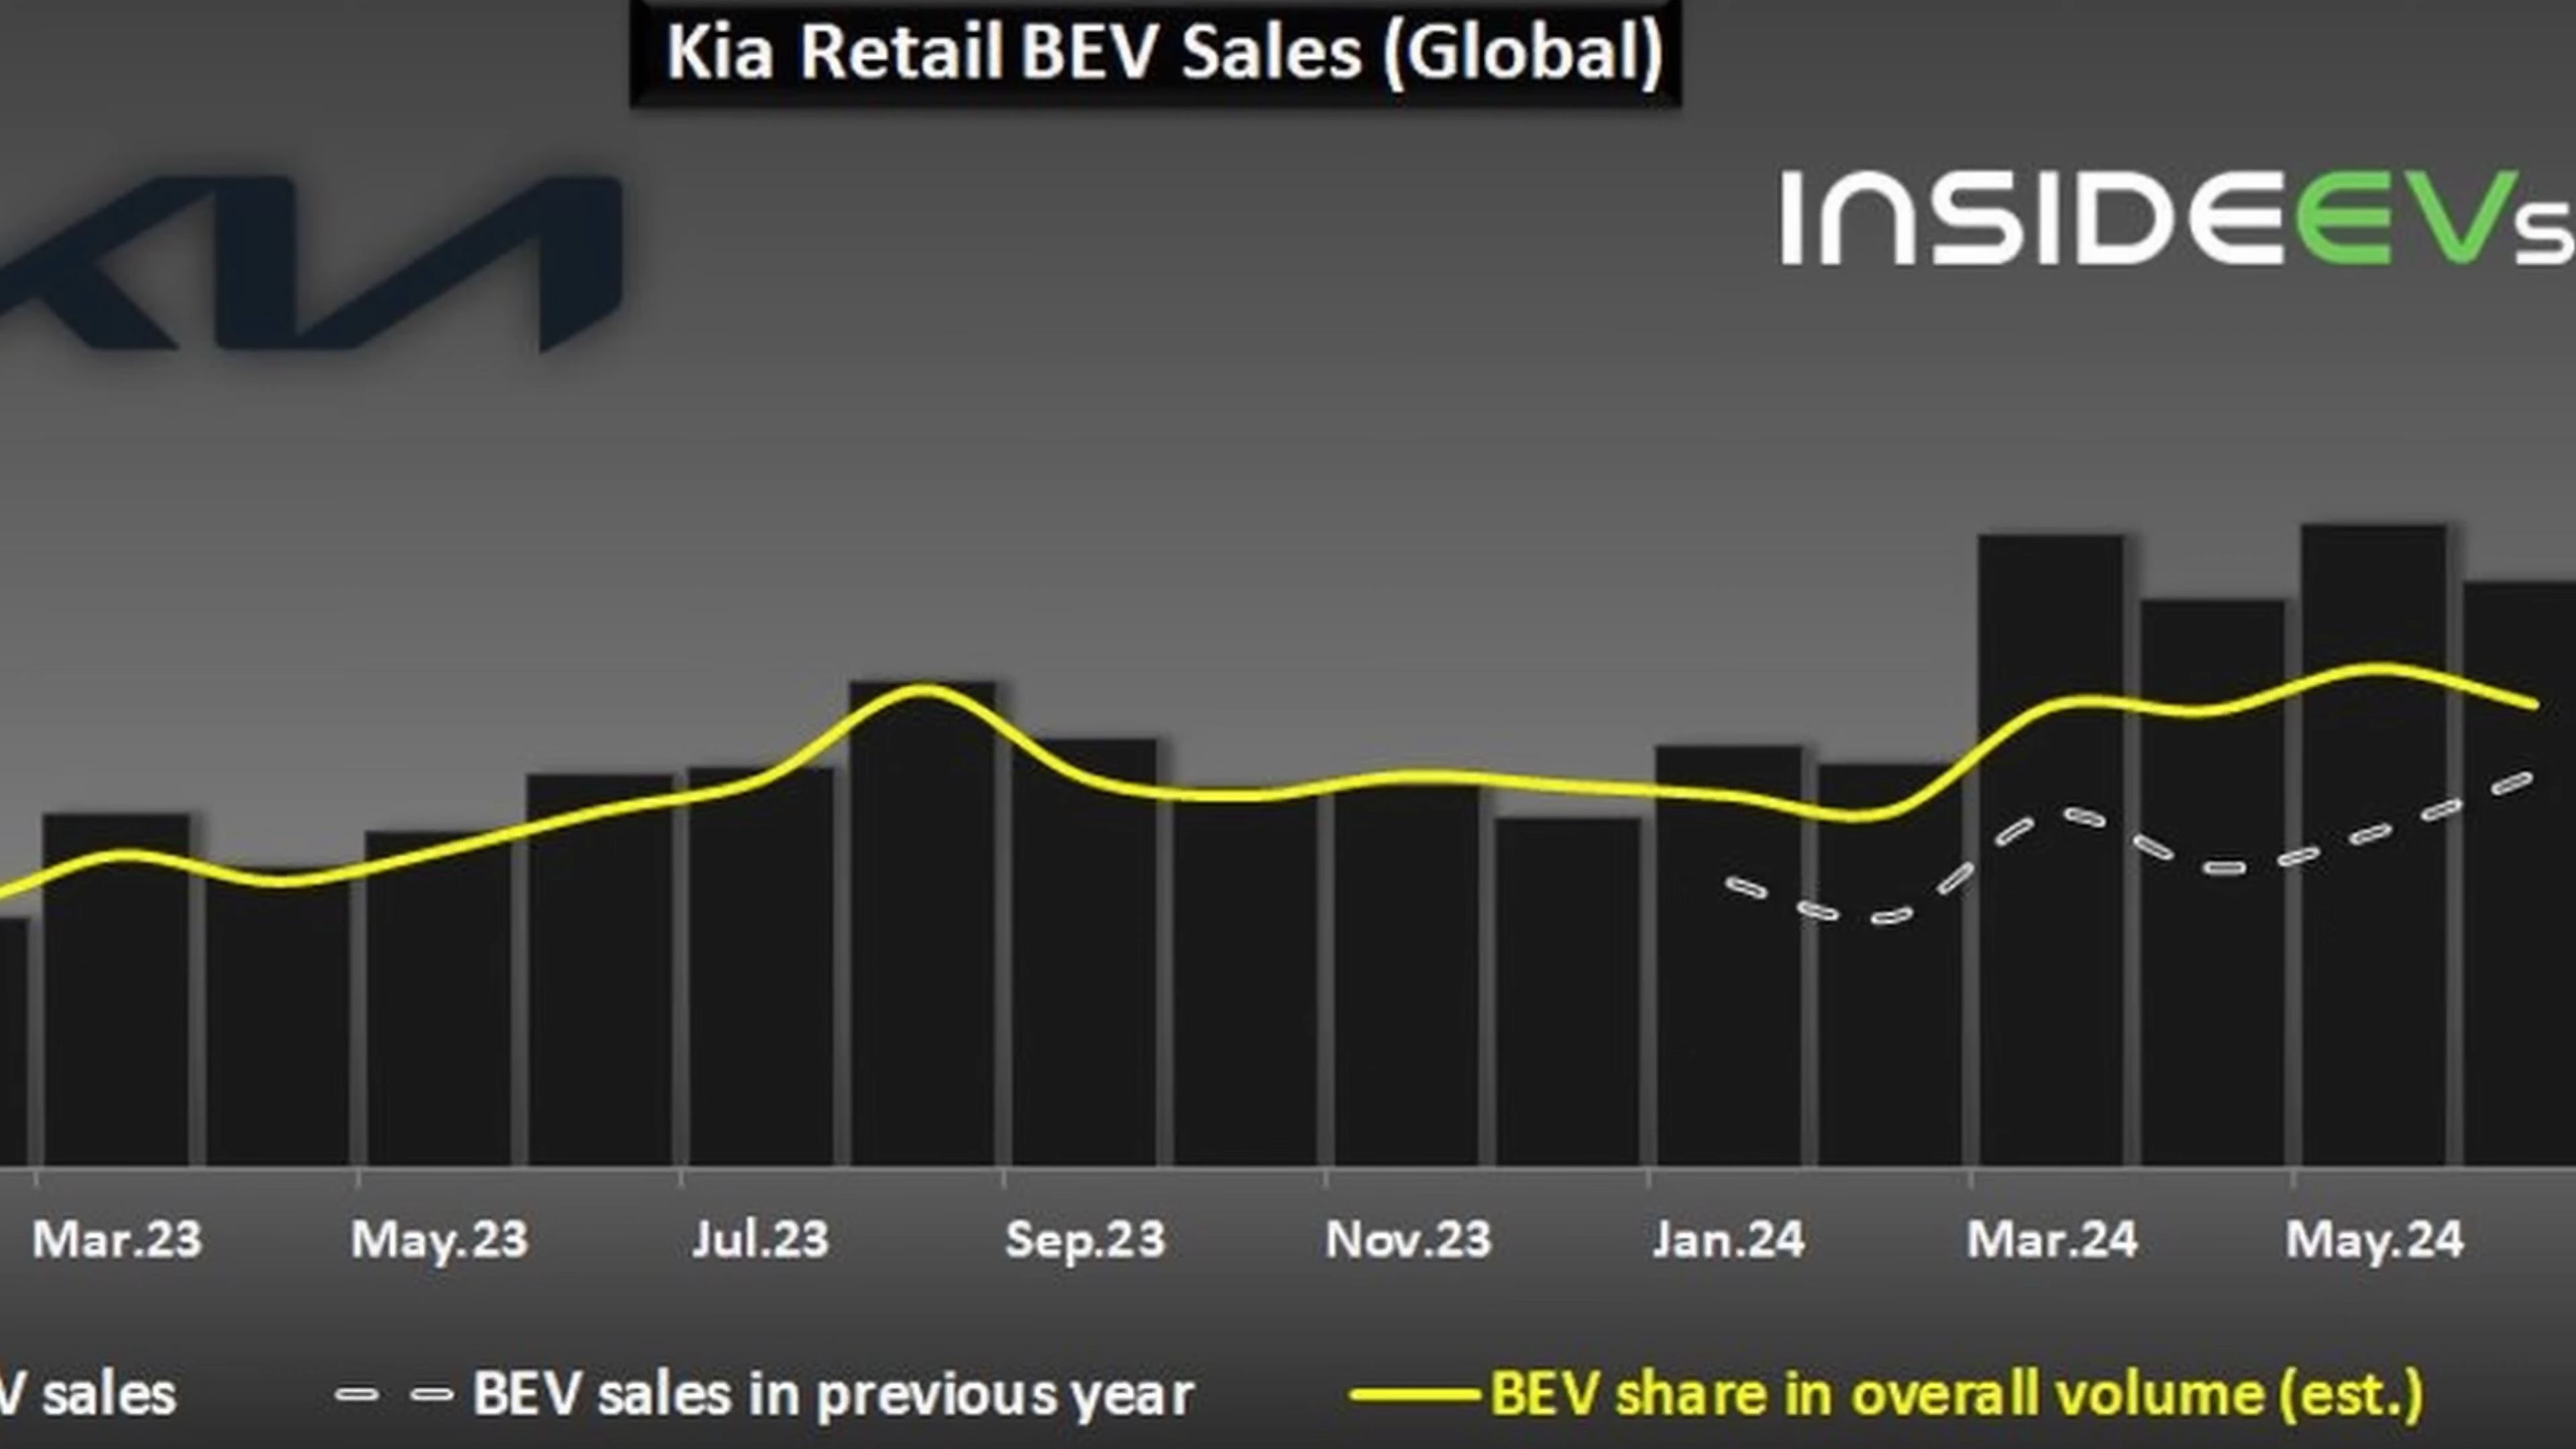 Kia Retail BEV Sales (Global)
KIA
INSIDEEVs
Mar.23 May.23 Jul.23 Sep.23 Nov.23 Jan.24 Mar.24 May.24
V sales BEV sales in previous year BEV share in overall volume (est.)